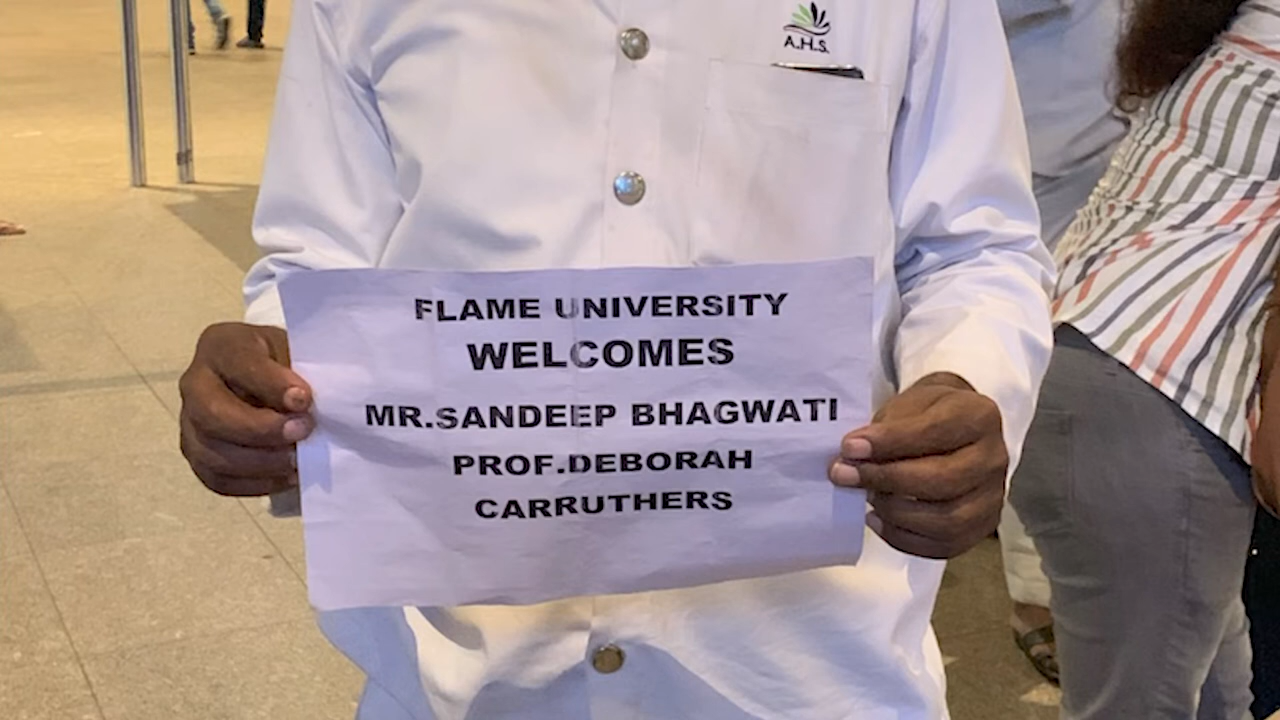 A.H.S.
FLAME UNIVERSITY
WELCOMES
MR.SANDEEP BHAGWATI
PROF.DEBORAH
CARRUTHERS